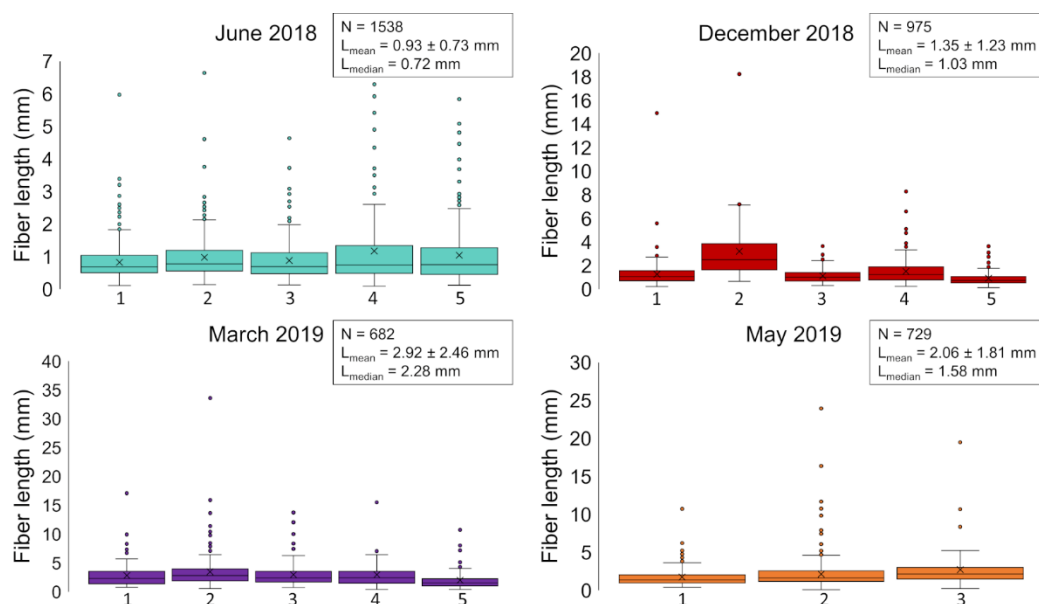 June 2018
N = 1538
Lmean = 0.93 ± 0.73 mm
Lmedian = 0.72 mm
Fiber length (mm)
7
6
5
4
3
2
1
0
1 2 3 4 5
December 2018
N = 975
Lmean = 1.35 ± 1.23 mm
Lmedian = 1.03 mm
Fiber length (mm)
20
18
16
14
12
10
8
6
4
2
0
1 2 3 4 5
March 2019
N = 682
Lmean = 2.92 ± 2.46 mm
Lmedian = 2.28 mm
Fiber length (mm)
40
35
30
25
20
15
10
5
0
1 2 3 4 5
May 2019
N = 729
Lmean = 2.06 ± 1.81 mm
Lmedian = 1.58 mm
Fiber length (mm)
30
25
20
15
10
5
0
1 2 3